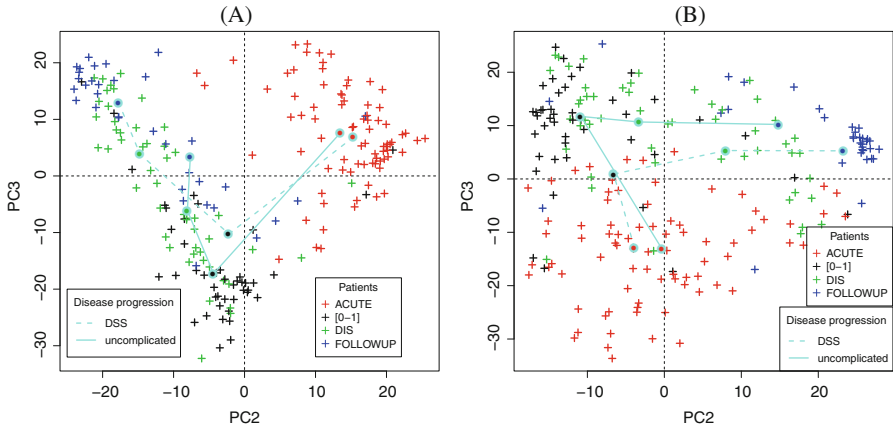 (A)
(B)
PC3
20
10
0
−10
−20
−30
−20
−10
0
10
20
PC2
Disease progression
DSS
uncomplicated
Patients
ACUTE
[0−1]
DIS
FOLLOWUP
PC3
20
10
0
−10
−20
−30
−10
0
10
20
PC2
Patients
ACUTE
[0−1]
DIS
FOLLOWUP
Disease progression
DSS
uncomplicated